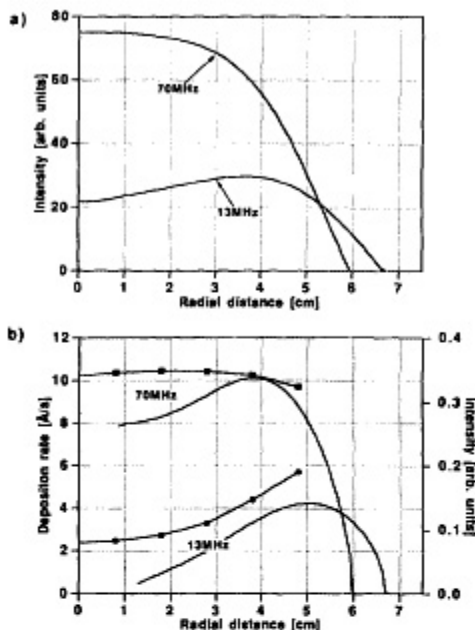 a)
80
60
40
20
0
Intensity [arb. units]
70MHz
13MHz
0 1 2 3 4 5 6 7
Radial distance [cm]
b)
12
10
8
6
4
2
0
Deposition rate [Å/s]
70MHz
13MHz
0.4
0.3
0.2
0.1
0.0
Intensity [arb. units]
0 1 2 3 4 5 6 7
Radial distance [cm]